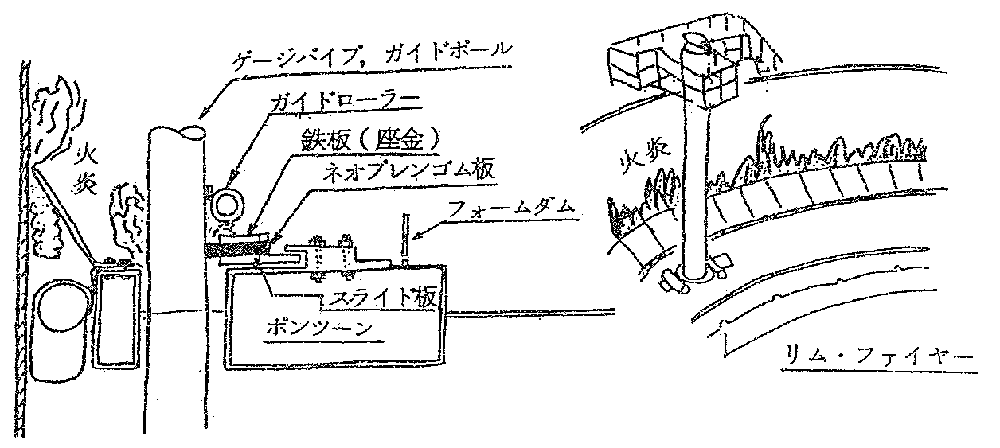 ゲージパイプ，ガイドポール
ガイドローラー
鉄板（座金）
ネオプレンゴム板
フォームダム
スライド板
ポンツーン
火炎
火炎
リム・ファイヤー